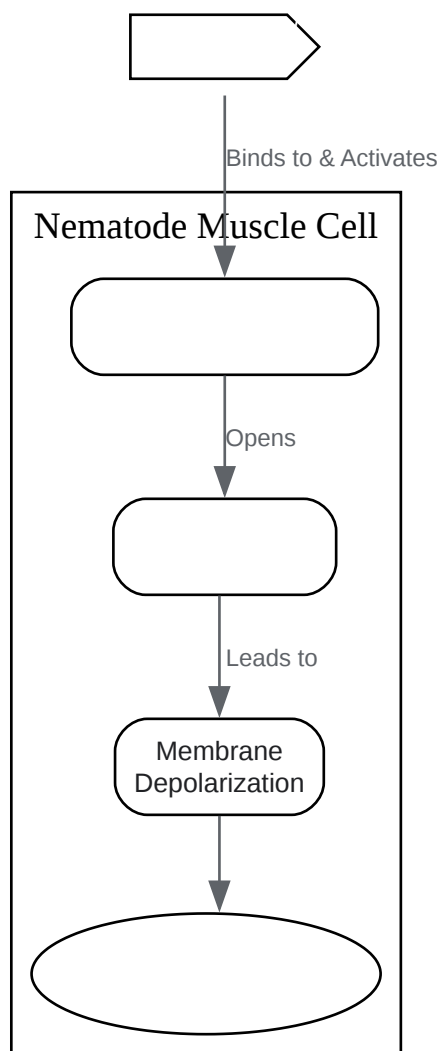 Binds to & Activates
Nematode Muscle Cell
Opens
Leads to
Membrane
Depolarization